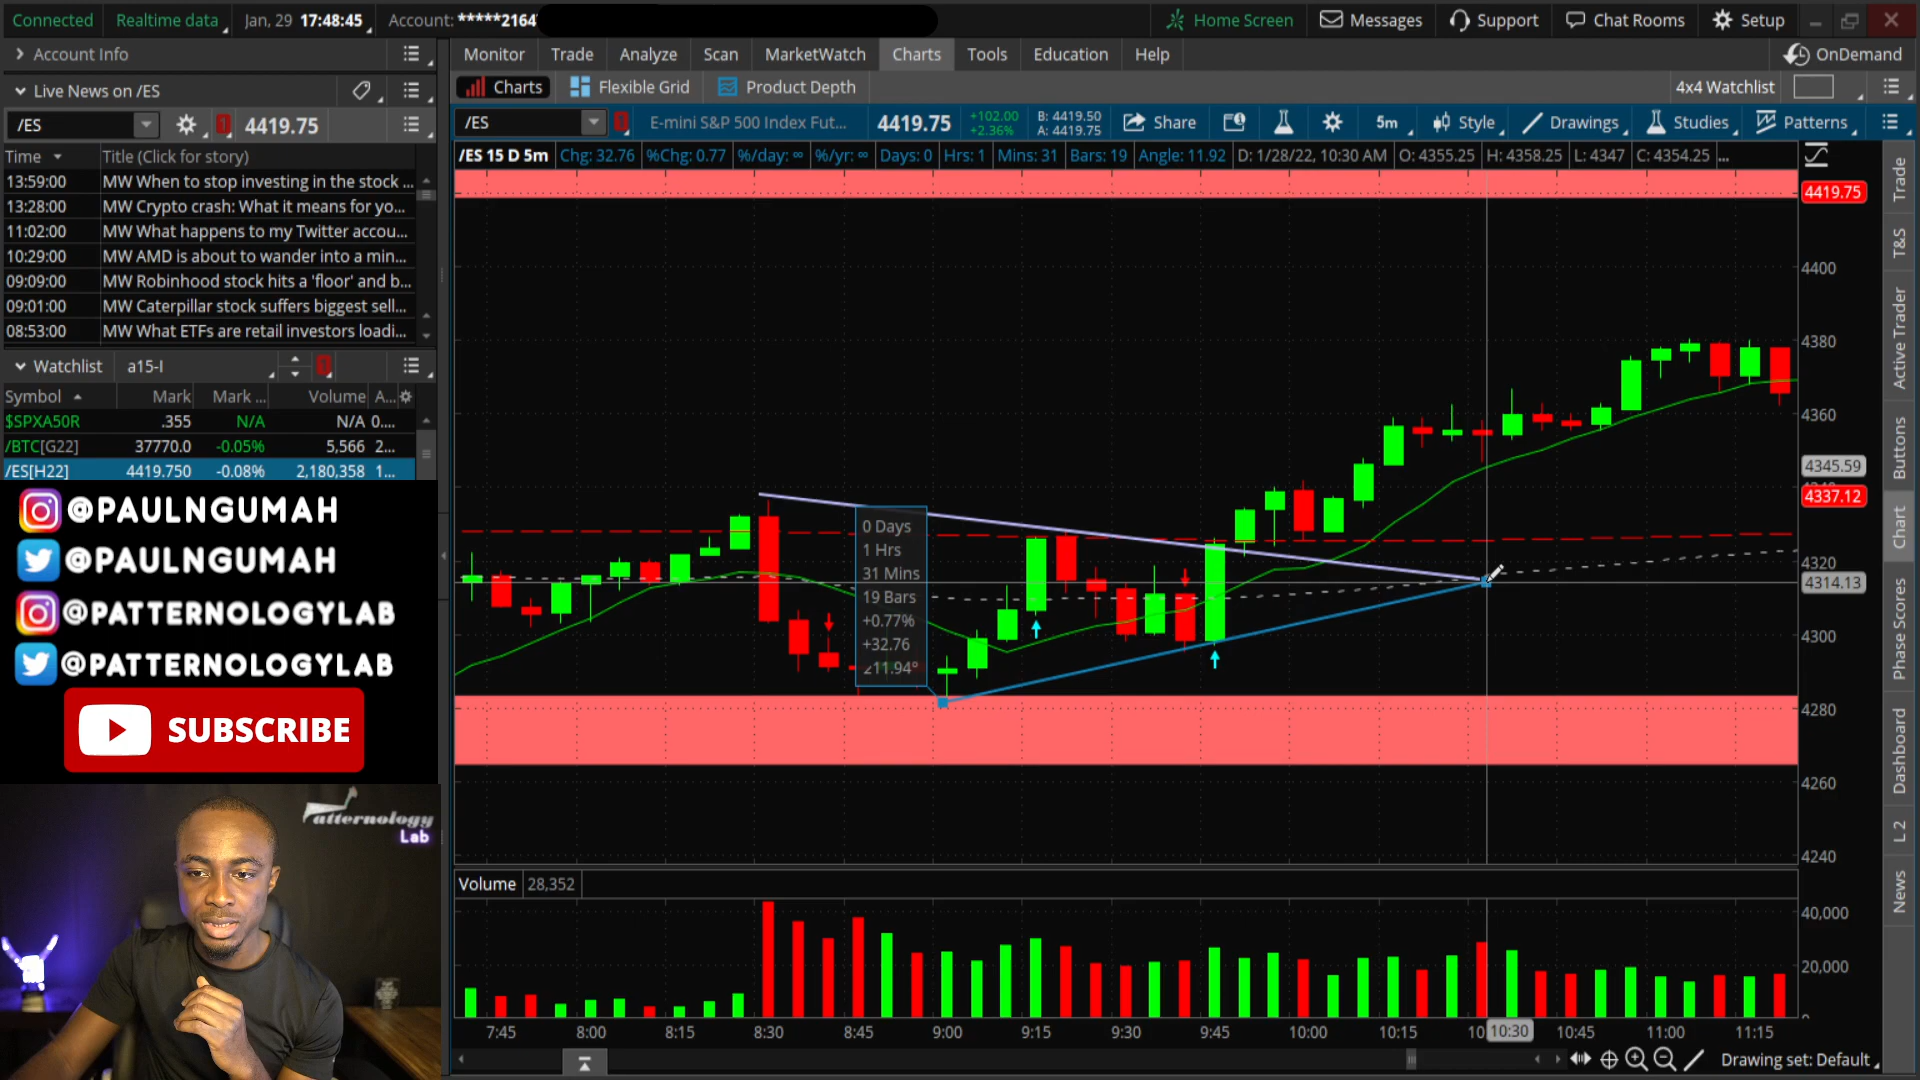 Connected Realtime data Jan, 29 17:48:45 Account: *****2164 Home Screen Messages Support Chat Rooms Setup
Account Info
Monitor Trade Analyze Scan MarketWatch Charts Tools Education Help OnDemand
Live News on /ES
Charts Flexible Grid Product Depth 4x4 Watchlist
/ES 4419.75
/ES E-mini S&P 500 Index Fut... 4419.75 +102.00 +2.36% B: 4419.50 A: 4419.75 Share 5m Style Drawings Studies Patterns
Time Title (Click for story)
/ES 15 D 5m Chg: 32.76 %Chg: 0.77 %/day: ∞ %/yr: ∞ Days: 0 Hrs: 1 Mins: 31 Bars: 19 Angle: 11.92 D: 1/28/22, 10:30 AM O: 4355.25 H: 4358.25 L: 4347 C: 4354.25 ...
13:59:00 MW When to stop investing in the stock ...
13:28:00 MW Crypto crash: What it means for yo...
11:02:00 MW What happens to my Twitter accou...
10:29:00 MW AMD is about to wander into a min...
09:09:00 MW Robinhood stock hits a 'floor' and b...
09:01:00 MW Caterpillar stock suffers biggest sell...
08:53:00 MW What ETFs are retail investors loadi...
Watchlist a15-I
Symbol Mark Mark ... Volume A...
$SPXA50R .355 N/A N/A 0....
/BTC[G22] 37770.0 -0.05% 5,566 2...
/ES[H22] 4419.750 -0.08% 2,180,358 1...
@PAULNGUMAH
@PAULNGUMAH
@PATTERNOLOGYLAB
@PATTERNOLOGYLAB
SUBSCRIBE
Patternology
Lab
0 Days
1 Hrs
31 Mins
19 Bars
+0.77%
+32.76
∠11.94°
4419.75
4400
4380
4360
4345.59
4337.12
4320
4314.13
4300
4280
4260
4240
Volume 28,352
40,000
20,000
7:45 8:00 8:15 8:30 8:45 9:00 9:15 9:30 9:45 10:00 10:15 10:30 10:45 11:00 11:15
Drawing set: Default
Trade
T&S
Active Trader
Buttons
Chart
Phase Scores
Dashboard
L 2
News